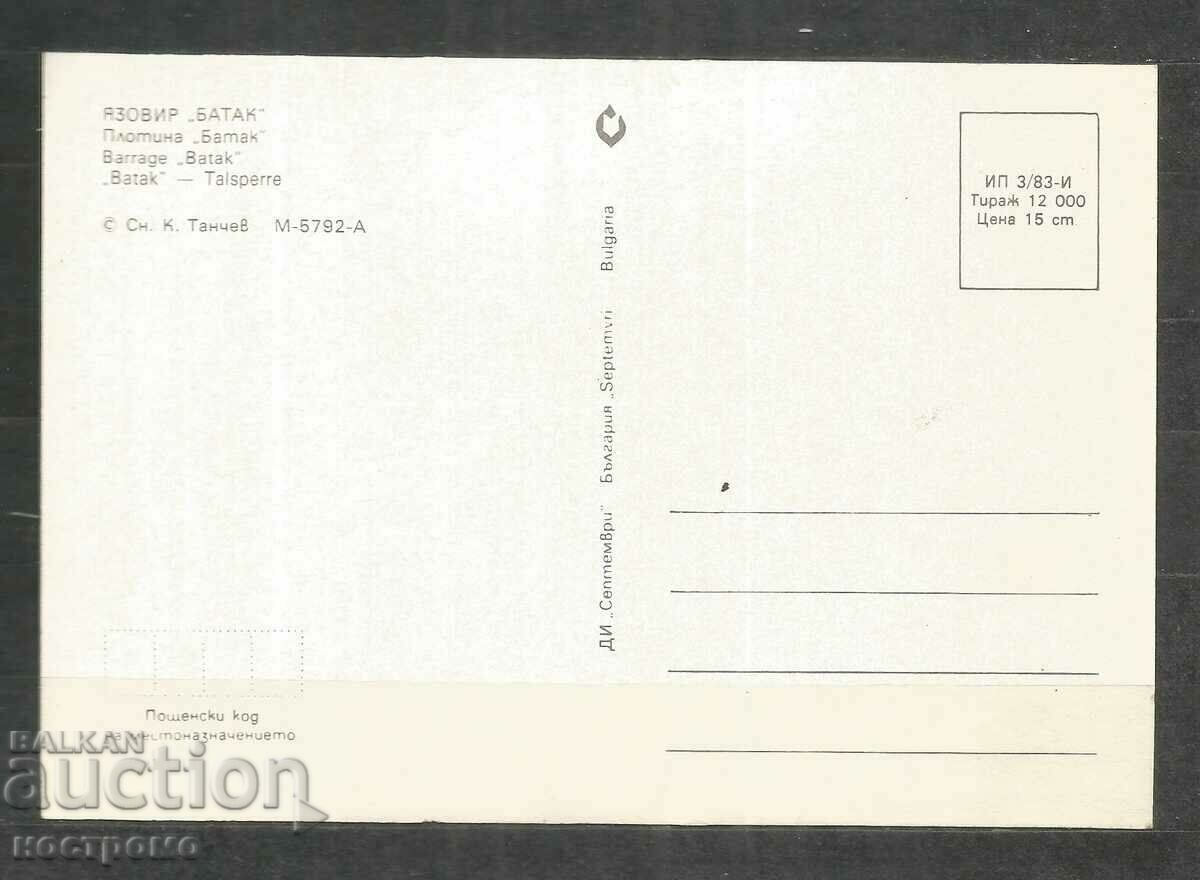 ЯЗОВИР „БАТАК“
Плотина „Батак“
Barrage „Batak“
„Batak“ — Talsperre
© Сн. К. Танчев М-5792-А
ДИ „Септември“ България „Septemvri Bulgaria
ИП 3/83-И
Тираж 12 000
Цена 15 ст.
Пощенски код
на местоназначението
BALKAN
auction
костромо